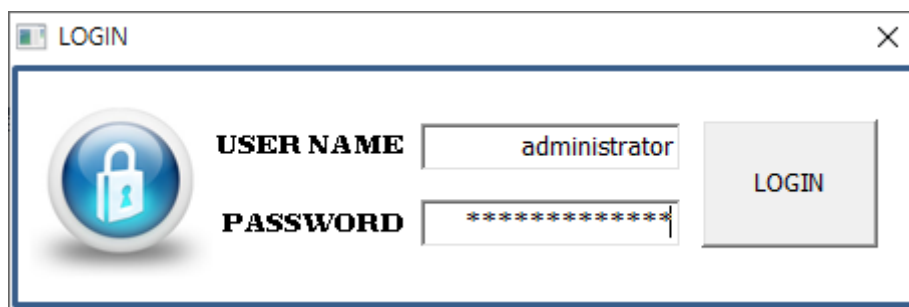 LOGIN
USER NAME administrator
LOGIN
PASSWORD *************